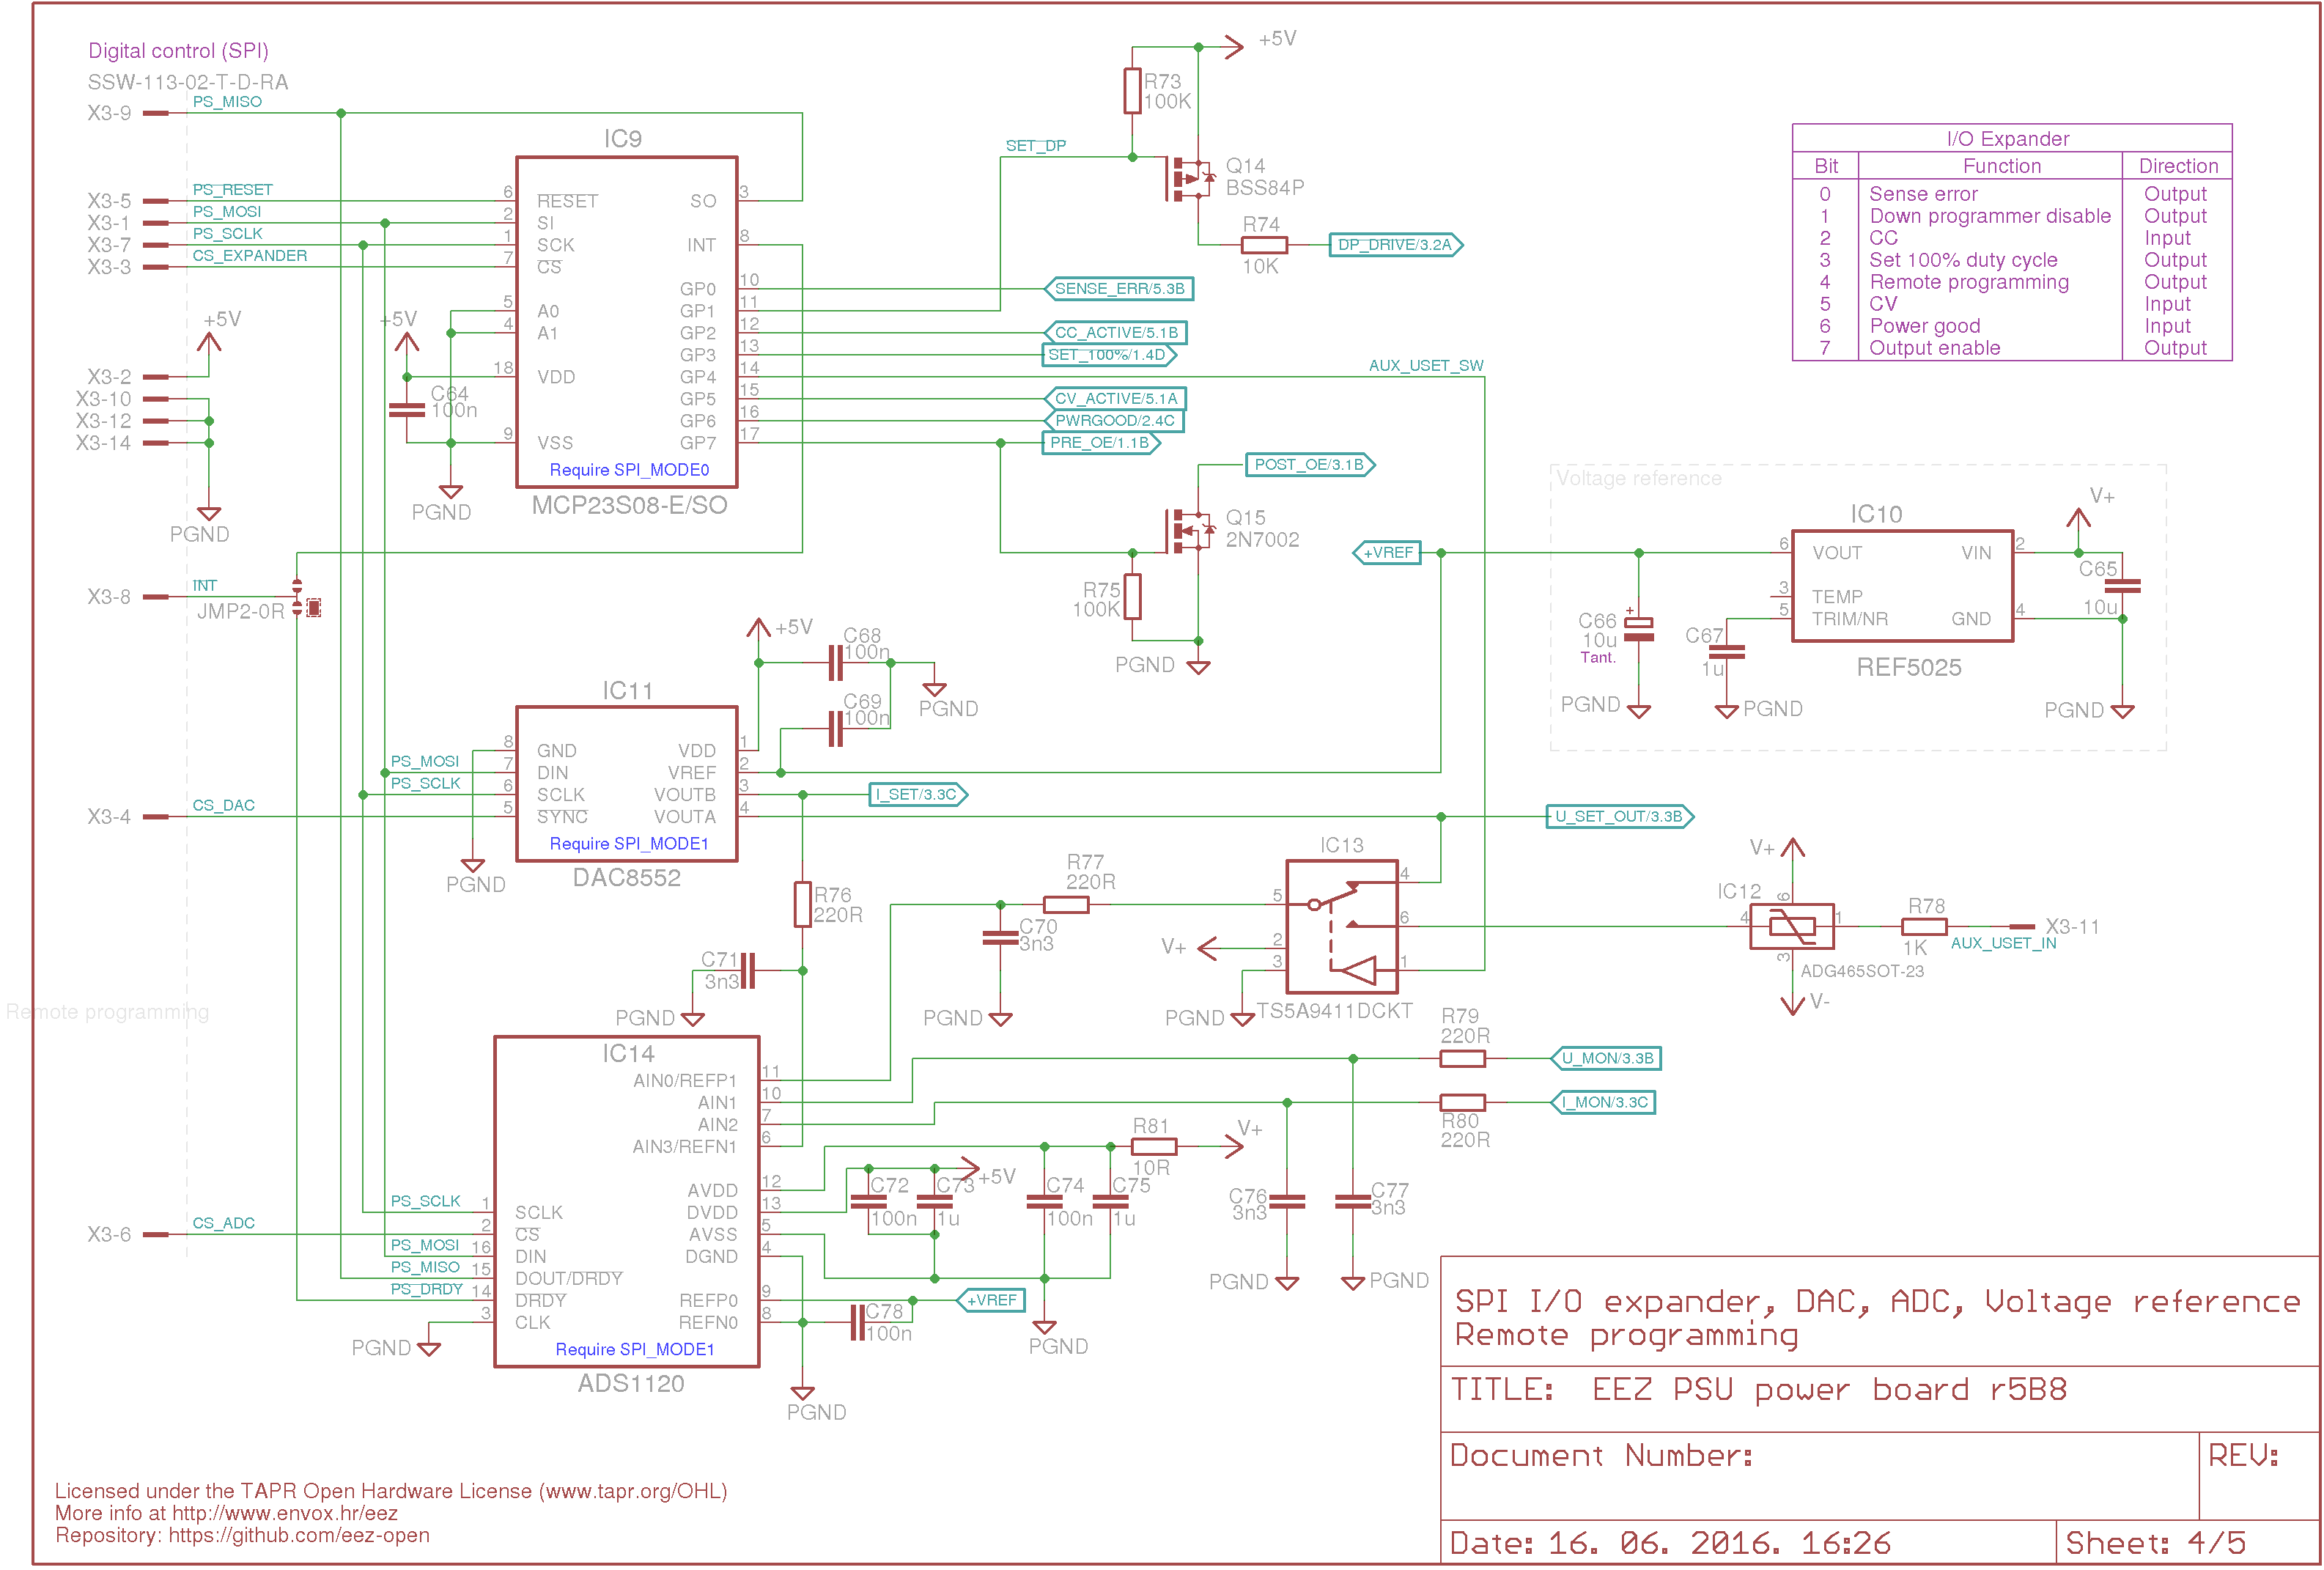 Digital control (SPI)
SSW-113-02-T-D-RA
X3-9
PS_MISO
X3-5
PS_RESET
X3-1
PS_MOSI
X3-7
PS_SCLK
X3-3
CS_EXPANDER
+5V
X3-2
X3-10
X3-12
X3-14
PGND
X3-8
INT
JMP2-0R
X3-4
CS_DAC
Remote programming
X3-6
CS_ADC
IC9
6 RESET
2 SI
1 SCK
7 CS
5 A0
4 A1
18 VDD
9 VSS
SO 3
INT 8
GP0 10
GP1 11
GP2 12
GP3 13
GP4 14
GP5 15
GP6 16
GP7 17
Require SPI_MODE0
MCP23S08-E/SO
+5V
C64
100n
PGND
SET_DP
R73
100K
+5V
Q14
BSS84P
R74
10K
DP_DRIVE/3.2A
SENSE_ERR/5.3B
CC_ACTIVE/5.1B
SET_100%/1.4D
AUX_USET_SW
CV_ACTIVE/5.1A
PWRGOOD/2.4C
PRE_OE/1.1B
POST_OE/3.1B
Q15
2N7002
R75
100K
PGND
I/O Expander
Bit Function Direction
0 Sense error Output
1 Down programmer disable Output
2 CC Input
3 Set 100% duty cycle Output
4 Remote programming Output
5 CV Input
6 Power good Input
7 Output enable Output
Voltage reference
+VREF
IC10
6 VOUT
3 TEMP
5 TRIM/NR
VIN 2
GND 4
REF5025
V+
C65
10u
C66
10u
Tant.
C67
1u
PGND
PGND
PGND
+5V
C68
100n
C69
100n
PGND
IC11
8 GND
7 DIN
6 SCLK
5 SYNC
VDD 1
VREF 2
VOUTB 3
VOUTA 4
PS_MOSI
PS_SCLK
Require SPI_MODE1
DAC8552
PGND
I_SET/3.3C
U_SET_OUT/3.3B
R76
220R
C71
3n3
PGND
R77
220R
C70
3n3
PGND
IC13
5
2
3
4
6
1
V+
PGND
TS5A9411DCKT
V+
IC12
4
6
1
3
ADG465SOT-23
V-
R78
1K
X3-11
AUX_USET_IN
R79
220R
U_MON/3.3B
R80
220R
I_MON/3.3C
IC14
AIN0/REFP1 11
AIN1 10
AIN2 7
AIN3/REFN1 6
AVDD 12
DVDD 13
AVSS 5
DGND 4
REFP0 9
REFN0 8
PS_SCLK 1 SCLK
2 CS
PS_MOSI 16 DIN
PS_MISO 15 DOUT/DRDY
PS_DRDY 14 DRDY
3 CLK
PGND
Require SPI_MODE1
ADS1120
R81
10R
V+
+5V
C72
100n
C73
1u
C74
100n
C75
1u
C76
3n3
C77
3n3
PGND
PGND
+VREF
C78
100n
PGND
PGND
SPI I/O expander, DAC, ADC, Voltage reference
Remote programming
TITLE: EEZ PSU power board r5B8
Document Number:
REV:
Date: 16. 06. 2016. 16:26
Sheet: 4/5
Licensed under the TAPR Open Hardware License (www.tapr.org/OHL)
More info at http://www.envox.hr/eez
Repository: https://github.com/eez-open